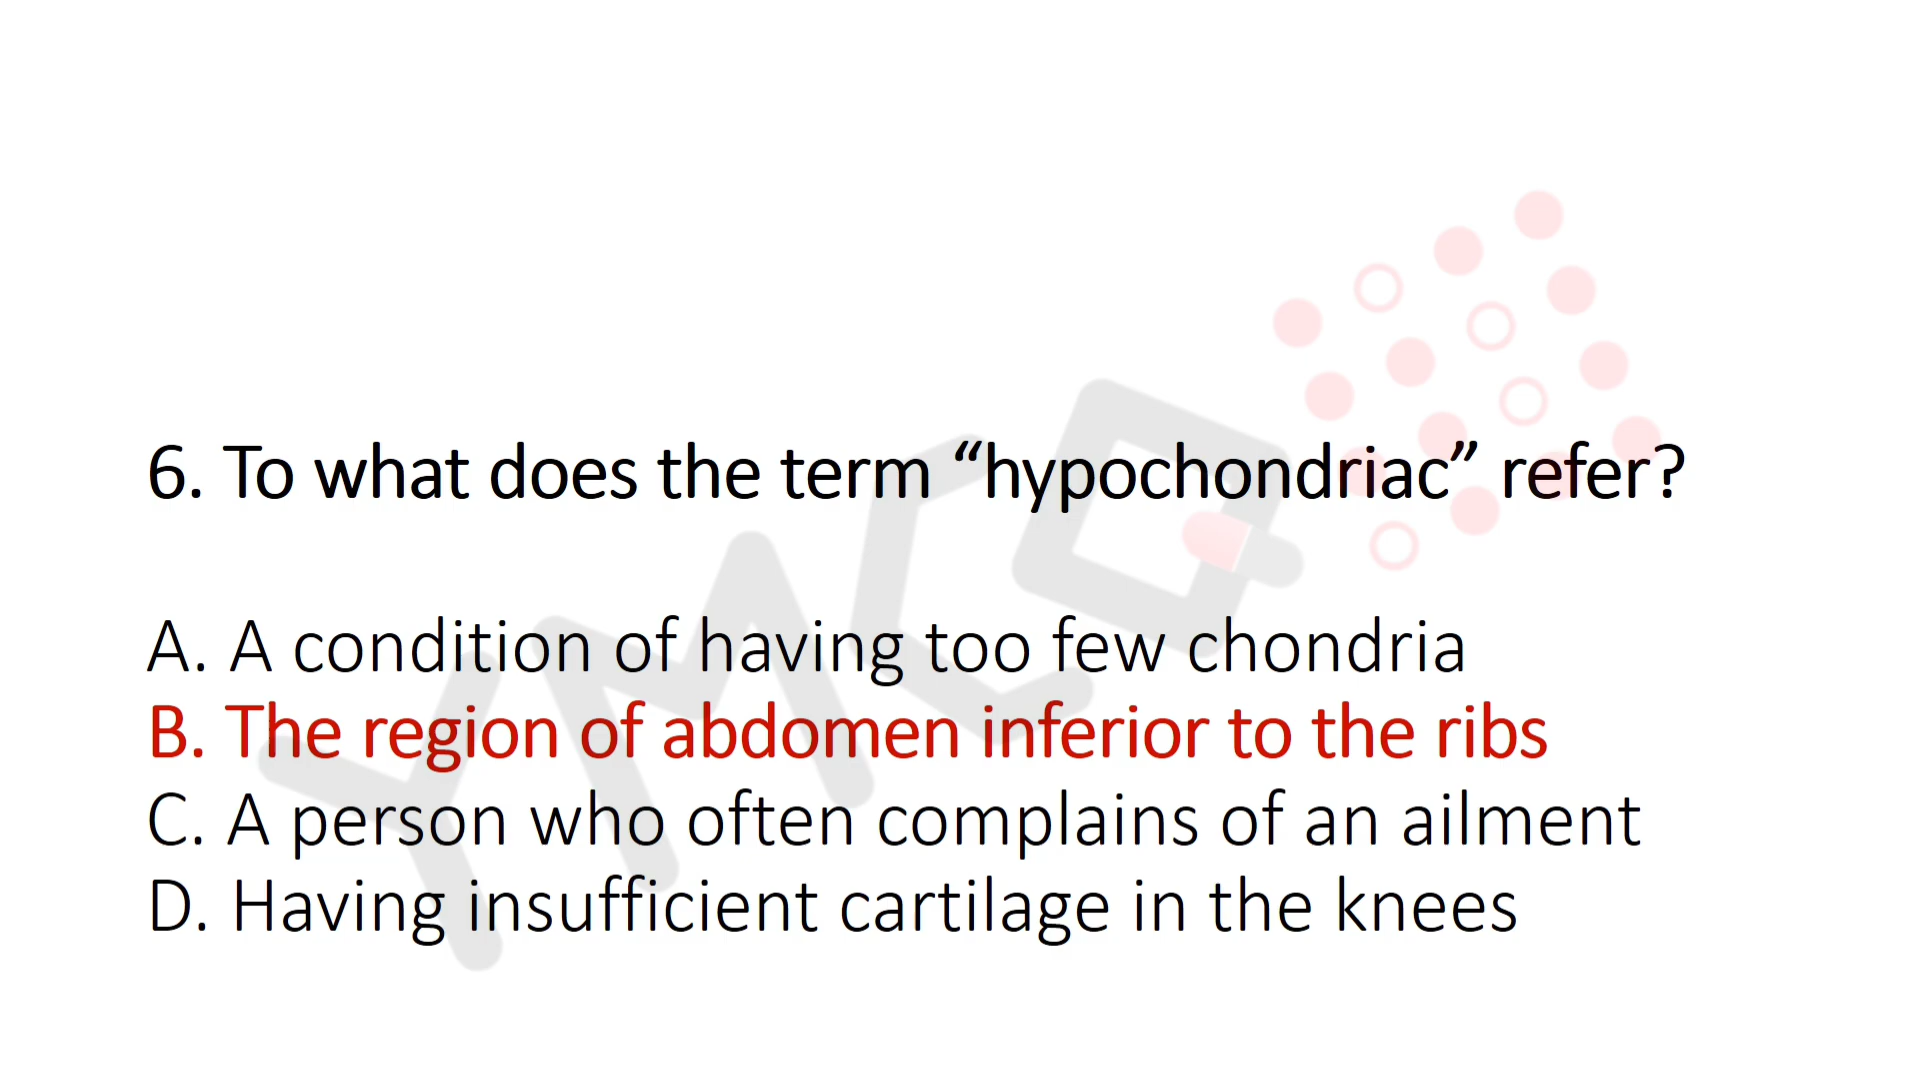 6. To what does the term “hypochondriac” refer?
A. A condition of having too few chondria
B. The region of abdomen inferior to the ribs
C. A person who often complains of an ailment
D. Having insufficient cartilage in the knees
YMCQ